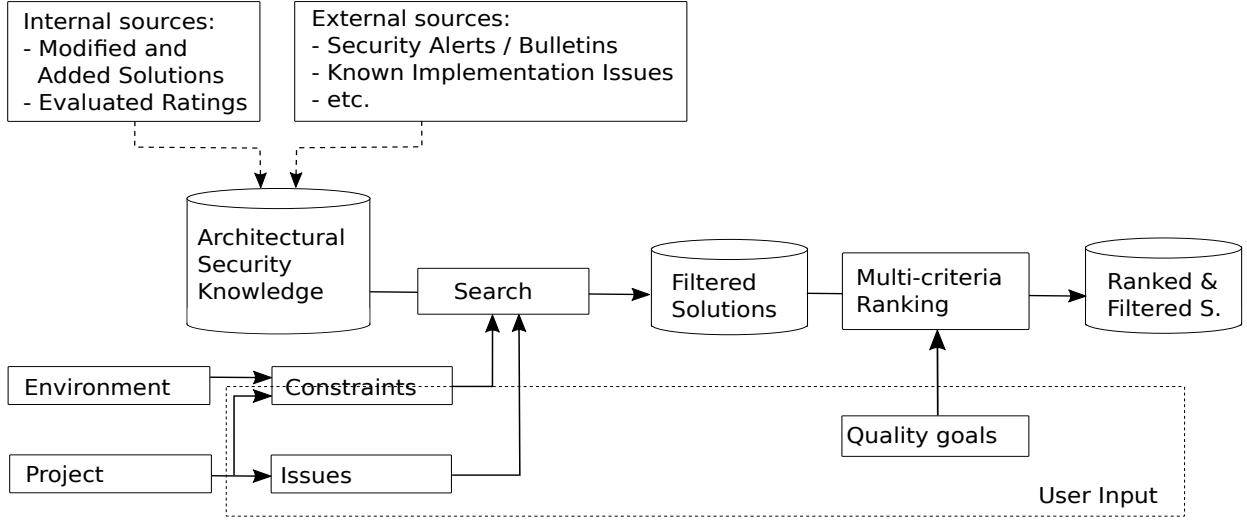 Internal sources:
- Modified and
Added Solutions
- Evaluated Ratings
External sources:
- Security Alerts / Bulletins
- Known Implementation Issues
- etc.
Architectural
Security
Knowledge
Search
Filtered
Solutions
Multi-criteria
Ranking
Ranked &
Filtered S.
Environment
Constraints
Quality goals
Project
Issues
User Input